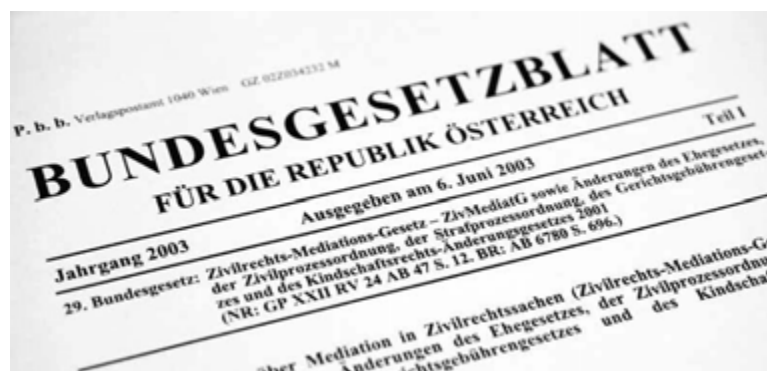 P. b. b. Verlagspostamt 1040 Wien GZ 02Z034232 M
BUNDESGESETZBLATT
FÜR DIE REPUBLIK ÖSTERREICH
Jahrgang 2003 Ausgegeben am 6. Juni 2003 Teil I
29. Bundesgesetz: Zivilrechts-Mediations-Gesetz – ZivMediatG sowie Änderungen des Ehegesetzes,
der Zivilprozessordnung, der Strafprozessordnung, des Gerichtsgebührengeset-
zes und des Kindschaftsrechts-Änderungsgesetzes 2001
(NR: GP XXII RV 24 AB 47 S. 12. BR: AB 6780 S. 696.)
über Mediation in Zivilrechtssachen (Zivilrechts-Mediations-G
Änderungen des Ehegesetzes, der Zivilprozessordnu
htsgebührengesetzes und des Kindscha